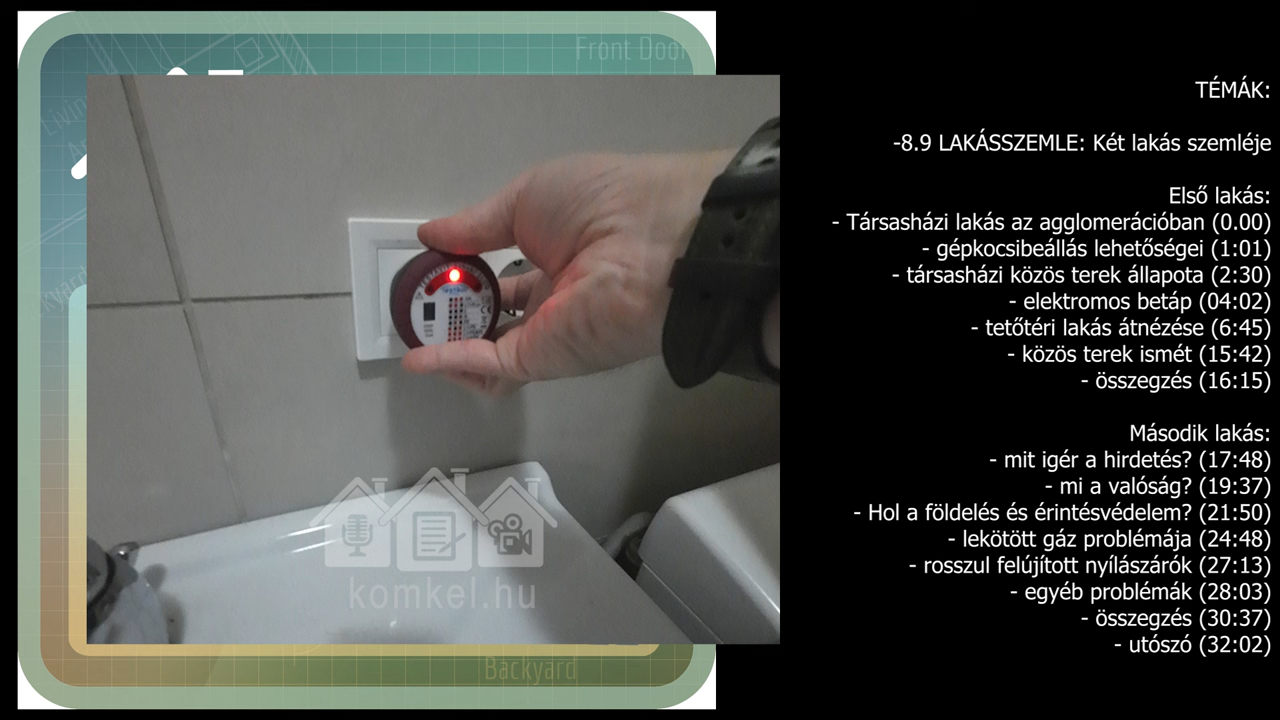 Front Door
Living
Backyard
komkel.hu
Backyard
TÉMÁK:
-8.9 LAKÁSSZEMLE: Két lakás szemléje
Első lakás:
- Társasházi lakás az agglomerációban (0.00)
- gépkocsibeállás lehetőségei (1:01)
- társasházi közös terek állapota (2:30)
- elektromos betáp (04:02)
- tetőtéri lakás átnézése (6:45)
- közös terek ismét (15:42)
- összegzés (16:15)
Második lakás:
- mit igér a hirdetés? (17:48)
- mi a valóság? (19:37)
- Hol a földelés és érintésvédelem? (21:50)
- lekötött gáz problémája (24:48)
- rosszul felújított nyílászárók (27:13)
- egyéb problémák (28:03)
- összegzés (30:37)
- utószó (32:02)